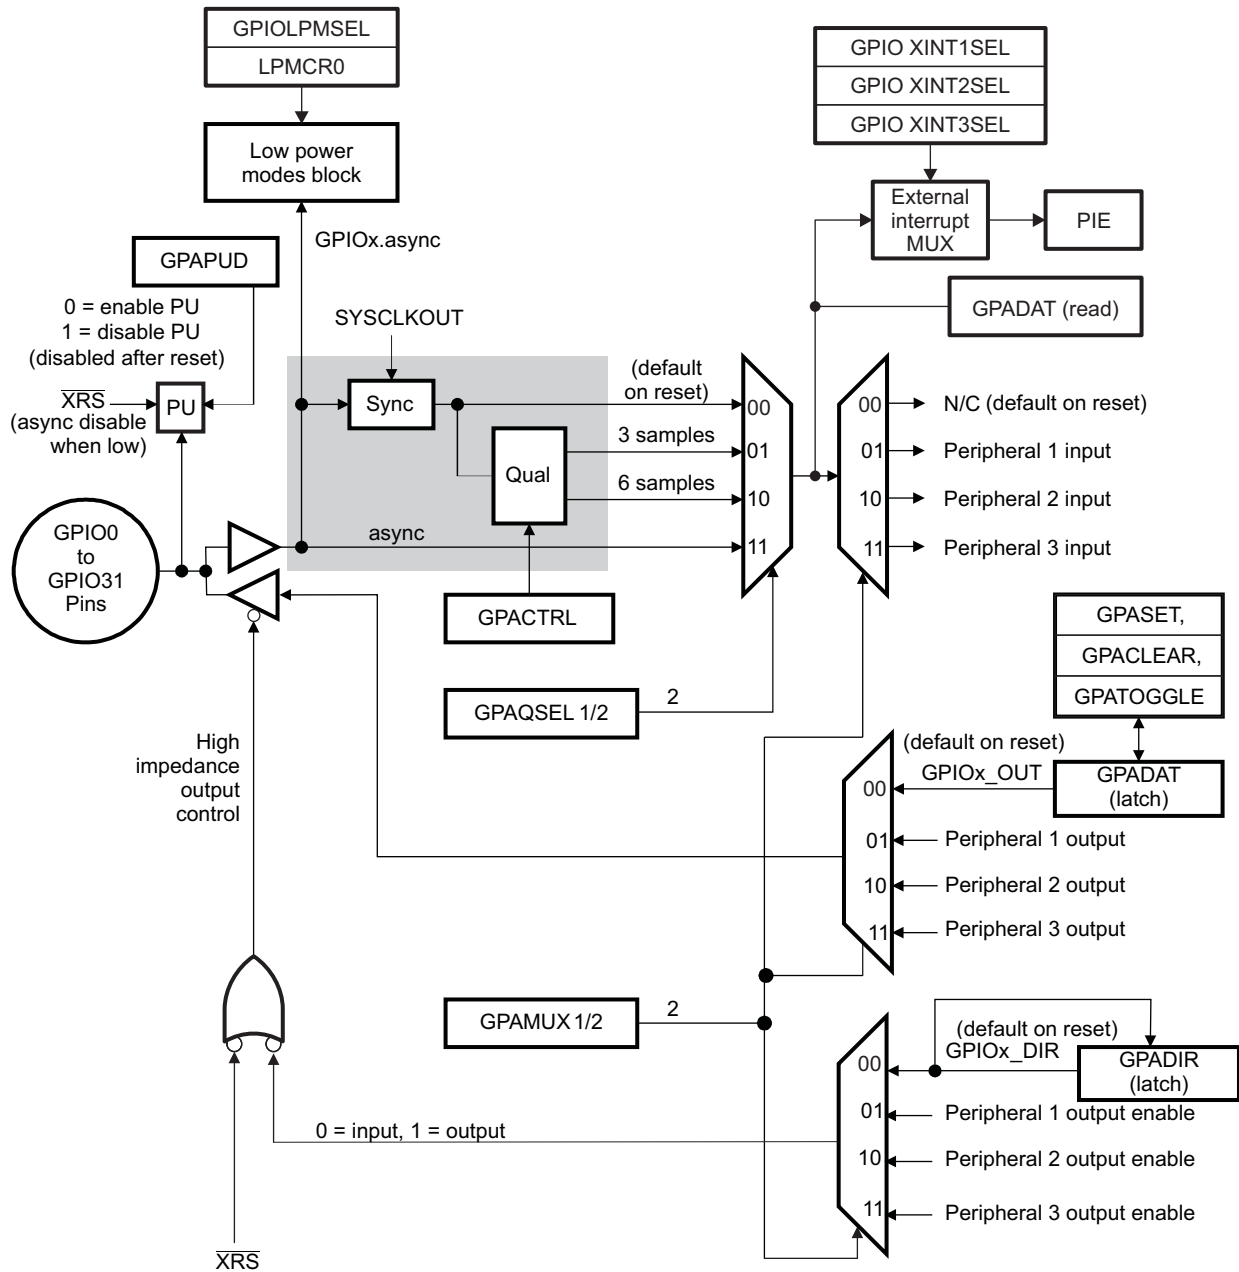 GPIOLPMSEL
LPMCR0
Low power
modes block
GPIOx.async
GPAPUD
0 = enable PU
1 = disable PU
(disabled after reset)
XRS
(async disable
when low)
PU
SYSCLKOUT
Sync
Qual
(default
on reset)
3 samples
6 samples
async
GPACTRL
GPIO0
to
GPIO31
Pins
GPIO XINT1SEL
GPIO XINT2SEL
GPIO XINT3SEL
External
interrupt
MUX
PIE
GPADAT (read)
00
01
10
11
00
01
10
11
N/C (default on reset)
Peripheral 1 input
Peripheral 2 input
Peripheral 3 input
GPAQSEL 1/2
2
GPASET,
GPACLEAR,
GPATOGGLE
High
impedance
output
control
(default on reset)
GPIOx_OUT
GPADAT
(latch)
00
01
10
11
Peripheral 1 output
Peripheral 2 output
Peripheral 3 output
GPAMUX 1/2
2
(default on reset)
GPIOx_DIR
GPADIR
(latch)
00
01
10
11
Peripheral 1 output enable
Peripheral 2 output enable
Peripheral 3 output enable
0 = input, 1 = output
XRS